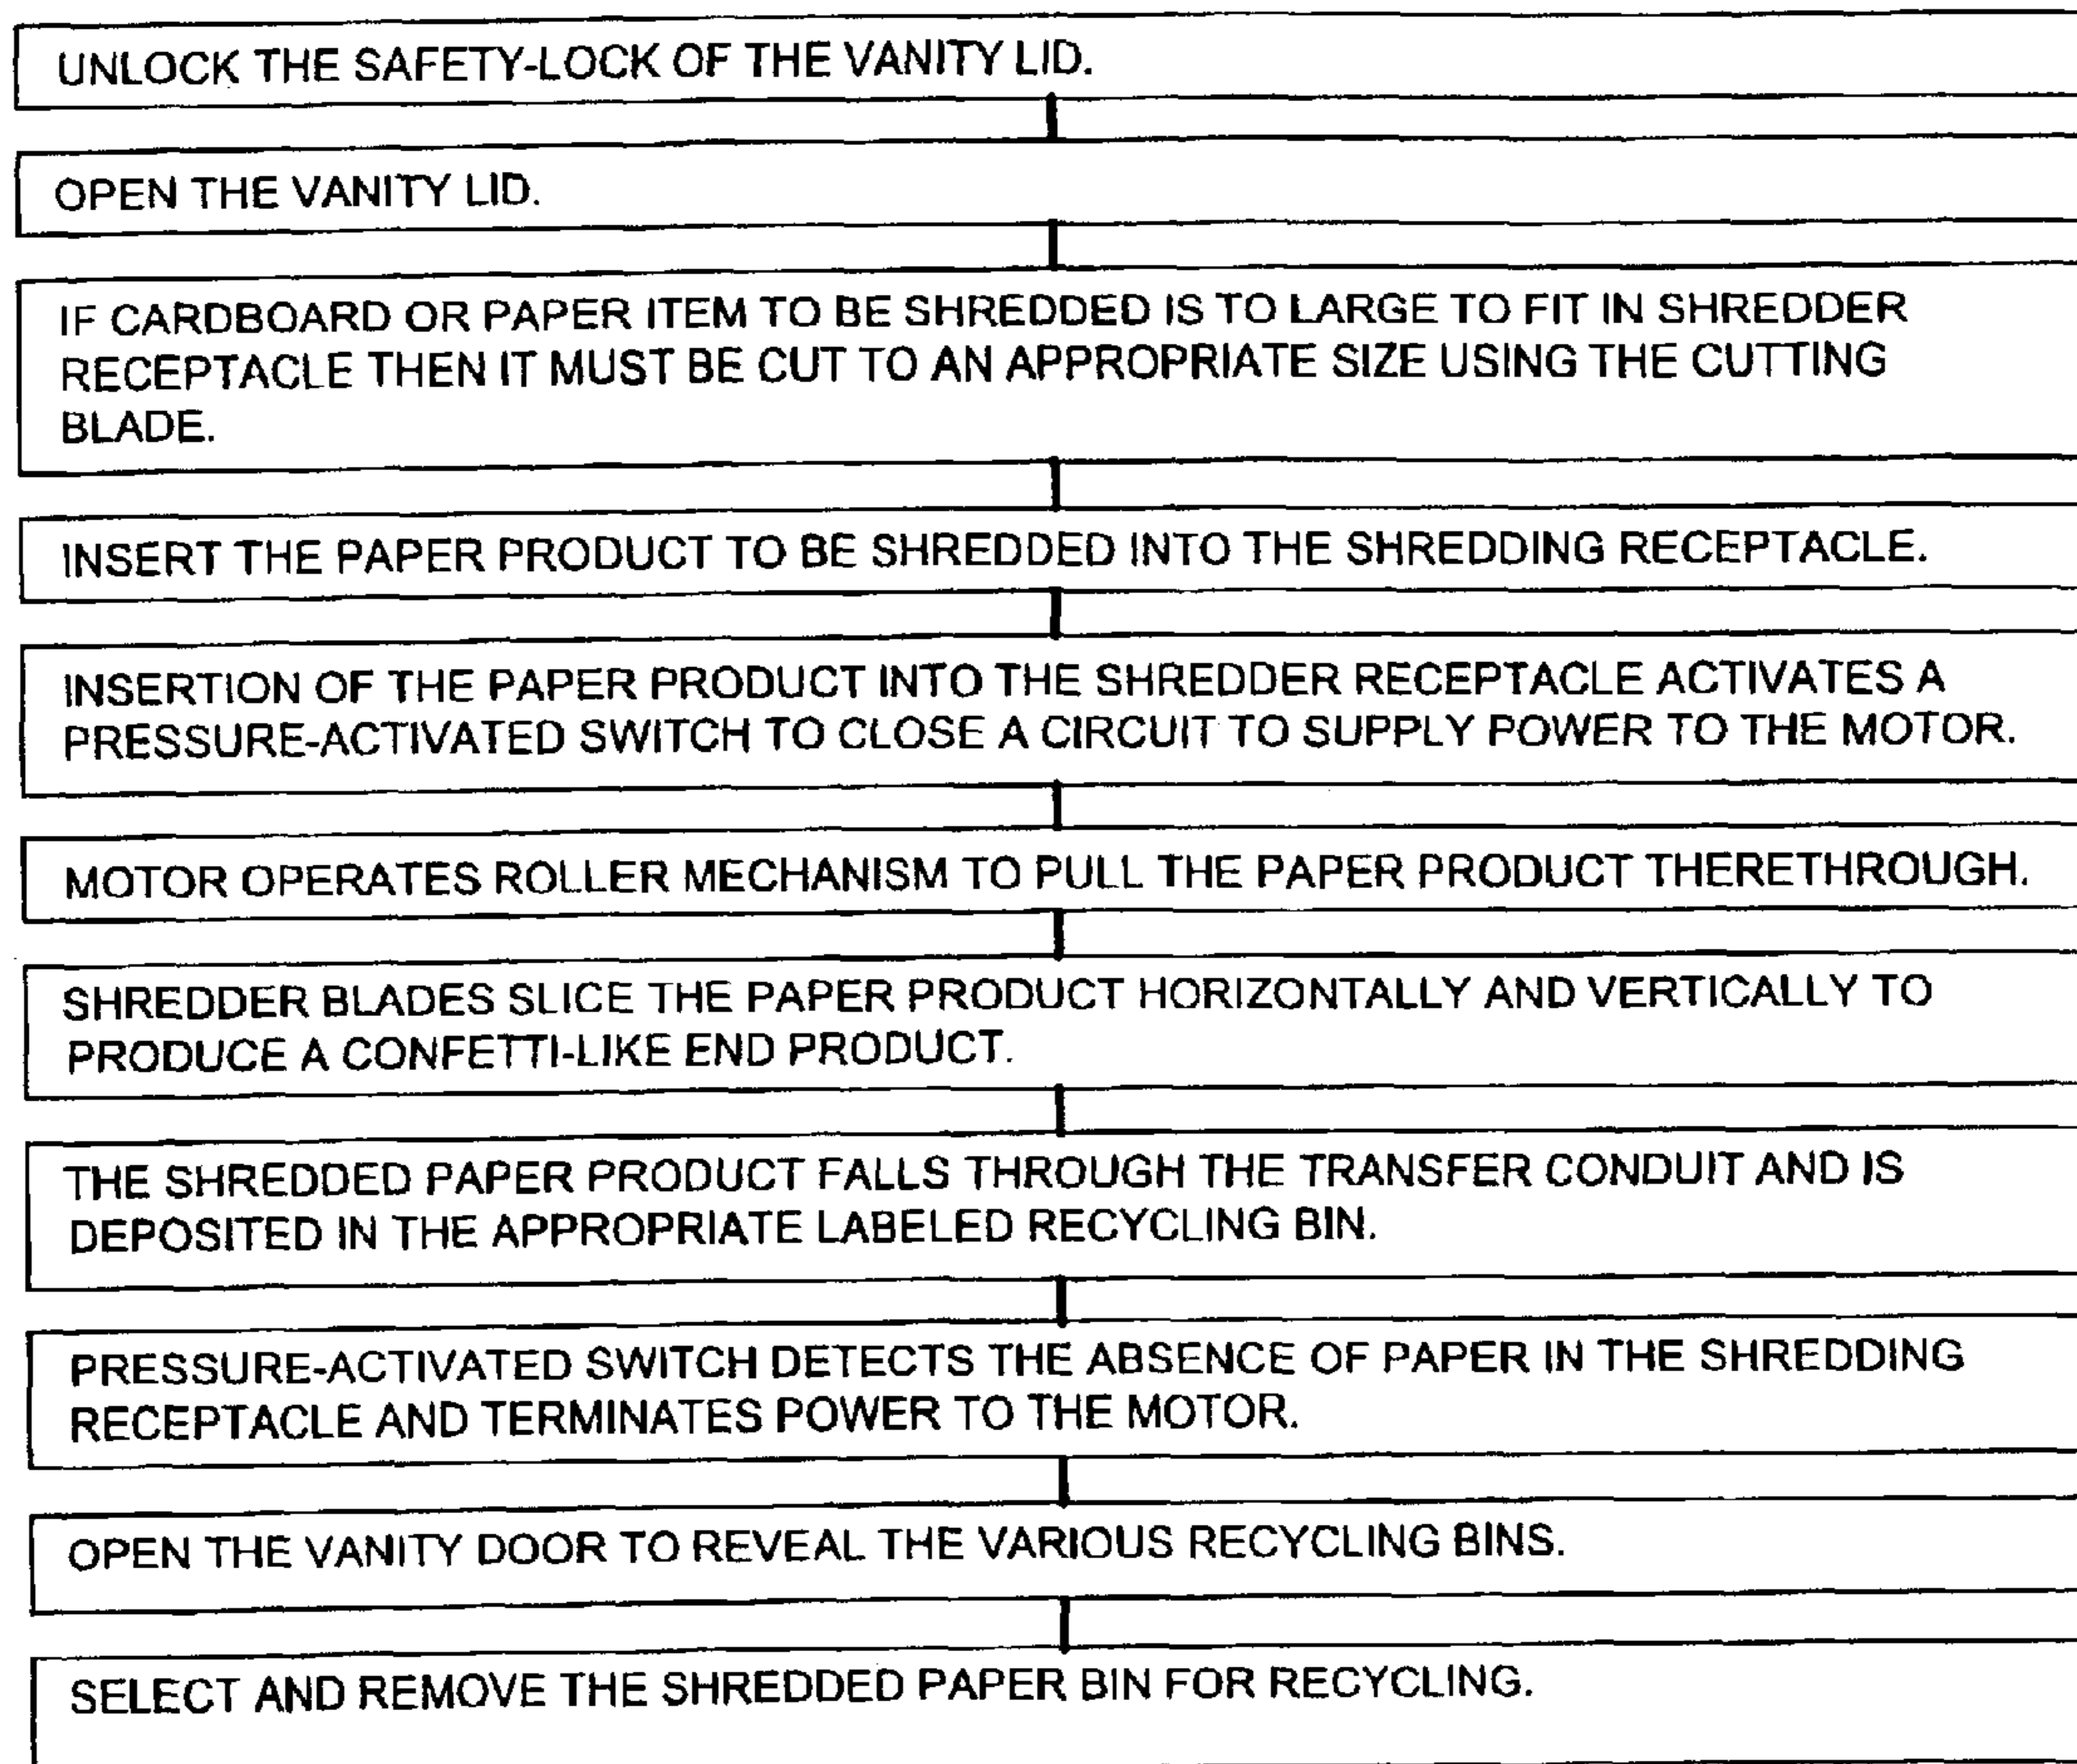 UNLOCK THE SAFETY-LOCK OF THE VANITY LID.
OPEN THE VANITY LID.
IF CARDBOARD OR PAPER ITEM TO BE SHREDDED IS TO LARGE TO FIT IN SHREDDER
RECEPTACLE THEN IT MUST BE CUT TO AN APPROPRIATE SIZE USING THE CUTTING
BLADE.
INSERT THE PAPER PRODUCT TO BE SHREDDED INTO THE SHREDDING RECEPTACLE.
INSERTION OF THE PAPER PRODUCT INTO THE SHREDDER RECEPTACLE ACTIVATES A
PRESSURE-ACTIVATED SWITCH TO CLOSE A CIRCUIT TO SUPPLY POWER TO THE MOTOR.
MOTOR OPERATES ROLLER MECHANISM TO PULL THE PAPER PRODUCT THERETHROUGH.
SHREDDER BLADES SLICE THE PAPER PRODUCT HORIZONTALLY AND VERTICALLY TO
PRODUCE A CONFETTI-LIKE END PRODUCT.
THE SHREDDED PAPER PRODUCT FALLS THROUGH THE TRANSFER CONDUIT AND IS
DEPOSITED IN THE APPROPRIATE LABELED RECYCLING BIN.
PRESSURE-ACTIVATED SWITCH DETECTS THE ABSENCE OF PAPER IN THE SHREDDING
RECEPTACLE AND TERMINATES POWER TO THE MOTOR.
OPEN THE VANITY DOOR TO REVEAL THE VARIOUS RECYCLING BINS.
SELECT AND REMOVE THE SHREDDED PAPER BIN FOR RECYCLING.